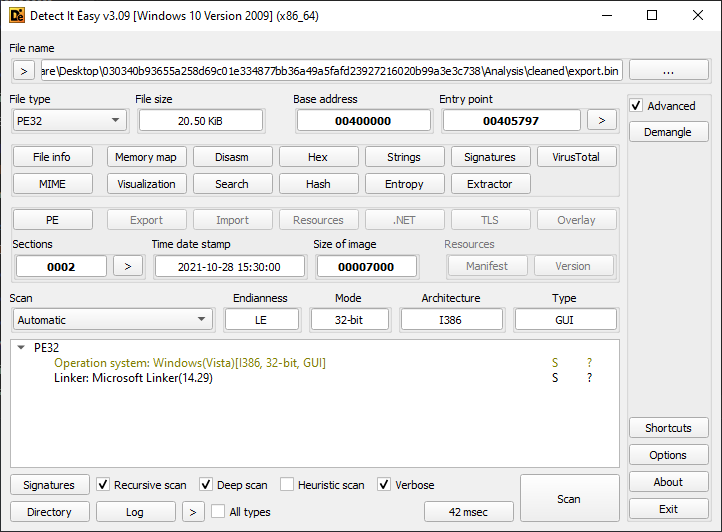 Detect It Easy v3.09 [Windows 10 Version 2009] (x86_64)
File name
> are\Desktop\030340b93655a258d69c01e334877bb36a49a5fafd23927216020b99a3e3c738\Analysis\cleaned\export.bin ...
File type File size Base address Entry point Advanced
PE32 20.50 KiB 00400000 00405797 > Demangle
File info Memory map Disasm Hex Strings Signatures VirusTotal
MIME Visualization Search Hash Entropy Extractor
PE Export Import Resources .NET TLS Overlay
Sections Time date stamp Size of image Resources
0002 > 2021-10-28 15:30:00 00007000 Manifest Version
Scan Endianness Mode Architecture Type
Automatic LE 32-bit I386 GUI
PE32
Operation system: Windows(Vista)[I386, 32-bit, GUI] S ?
Linker: Microsoft Linker(14.29) S ?
Shortcuts
Options
Signatures Recursive scan Deep scan Heuristic scan Verbose Scan About
Directory Log > All types 42 msec Exit